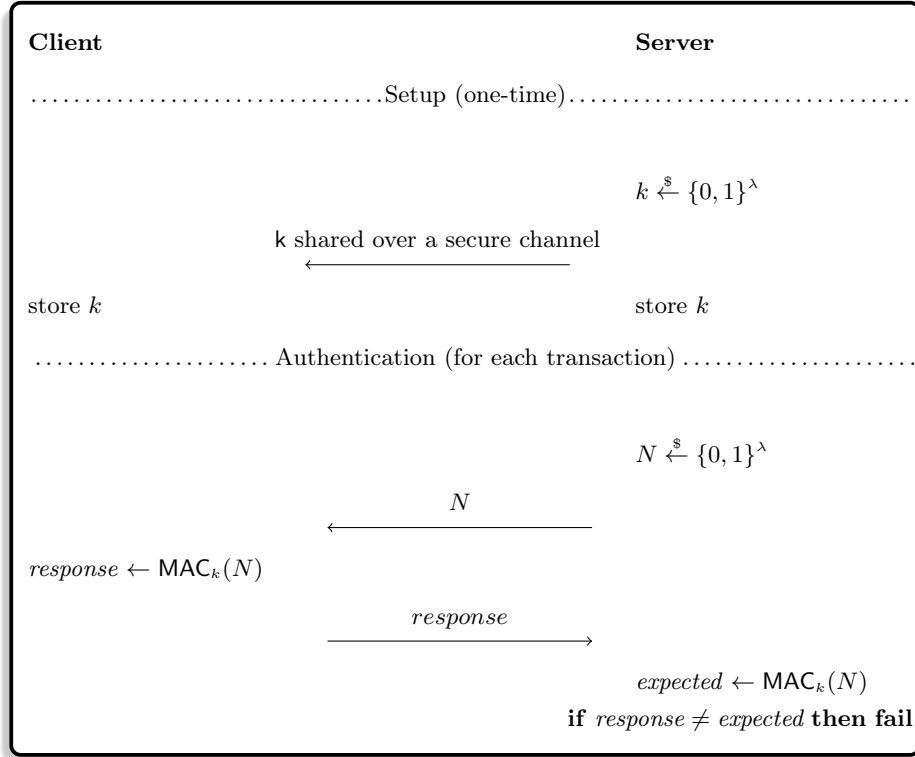 Client Server
Setup (one-time)
k ←$ {0, 1}^λ
k shared over a secure channel
store k store k
Authentication (for each transaction)
N ←$ {0, 1}^λ
N
response ← MAC_k(N)
response
expected ← MAC_k(N)
if response ≠ expected then fail